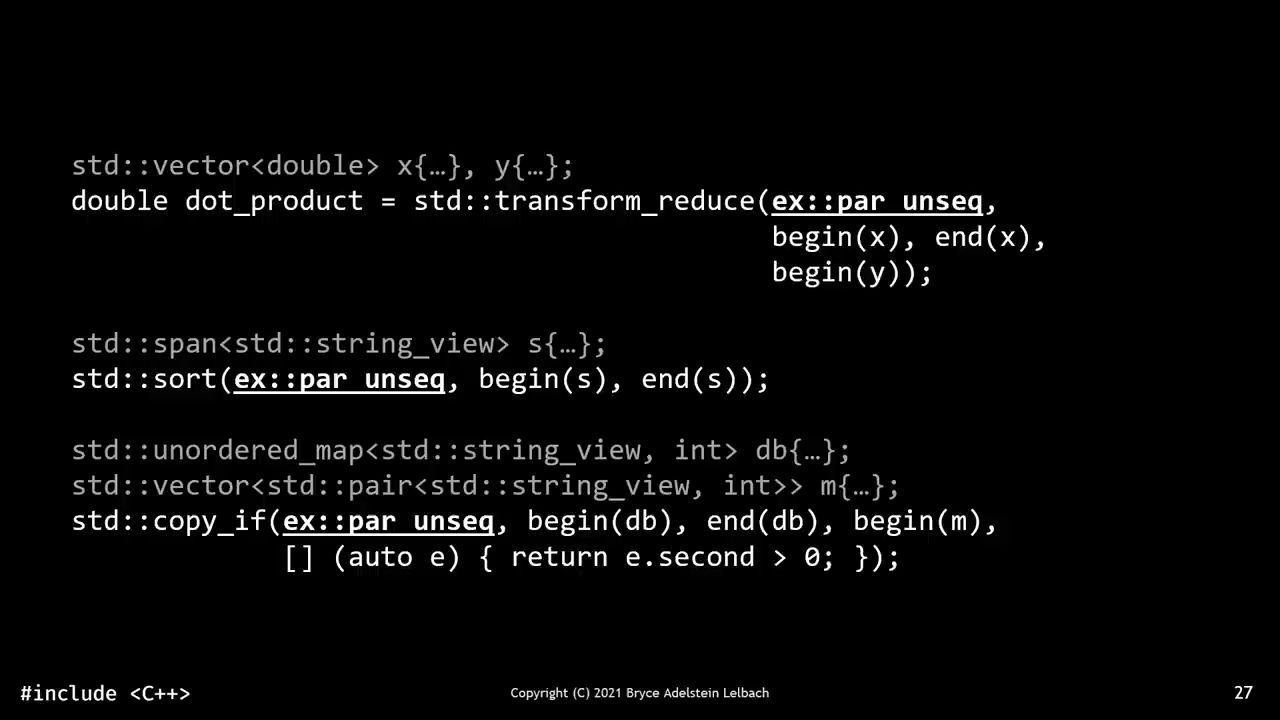 std::vector<double> x{…}, y{…};
double dot_product = std::transform_reduce(ex::par_unseq,
begin(x), end(x),
begin(y));
std::span<std::string_view> s{…};
std::sort(ex::par_unseq, begin(s), end(s));
std::unordered_map<std::string_view, int> db{…};
std::vector<std::pair<std::string_view, int>> m{…};
std::copy_if(ex::par_unseq, begin(db), end(db), begin(m),
[] (auto e) { return e.second > 0; });
#include <C++>
Copyright (C) 2021 Bryce Adelstein Lelbach
27